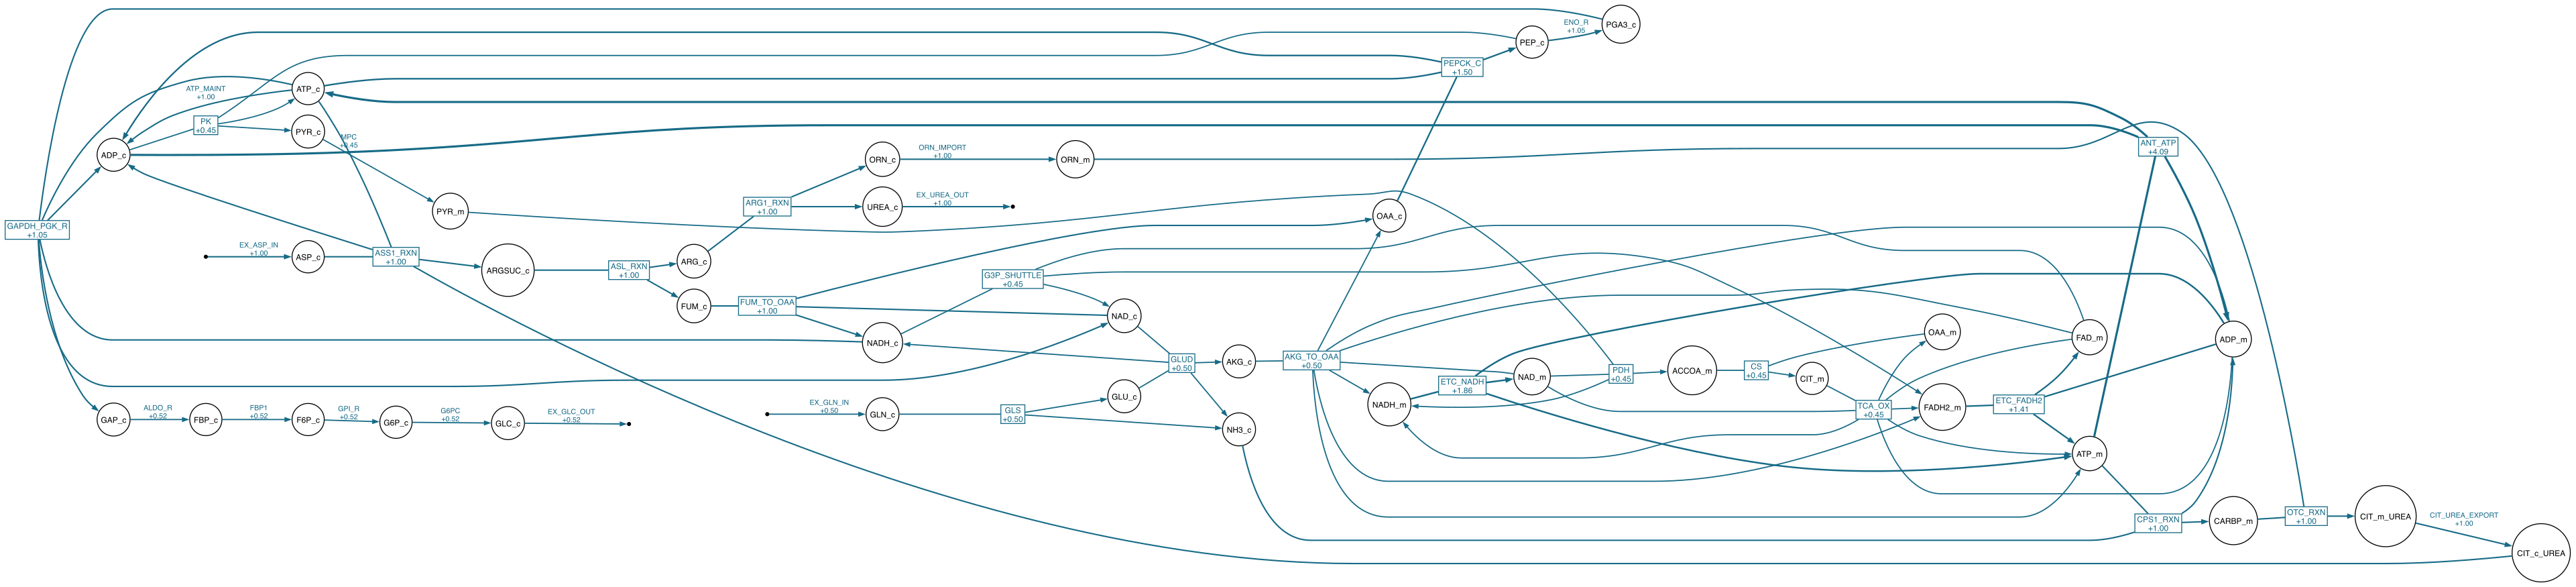 PGA3_c
ENO_R
+1.05
PEP_c
PEPCK_C
+1.50
ATP_c
ATP_MAINT
+1.00
PK
+0.45
PYR_c
MPC
+0.45
ADP_c
ANT_ATP
+4.09
ORN_c
ORN_IMPORT
+1.00
ORN_m
ARG1_RXN
+1.00
UREA_c
EX_UREA_OUT
+1.00
PYR_m
OAA_c
GAPDH_PGK_R
+1.05
EX_ASP_IN
+1.00
ASP_c
ASS1_RXN
+1.00
ARGSUC_c
ASL_RXN
+1.00
ARG_c
FUM_c
G3P_SHUTTLE
+0.45
FUM_TO_OAA
+1.00
NAD_c
NADH_c
GLUD
+0.50
AKG_c
AKG_TO_OAA
+0.50
OAA_m
FAD_m
ADP_m
PDH
+0.45
ACCOA_m
CS
+0.45
CIT_m
NAD_m
ETC_NADH
+1.86
NADH_m
GLU_c
TCA_OX
+0.45
FADH2_m
ETC_FADH2
+1.41
GAP_c
ALDO_R
+0.52
FBP_c
FBP1
+0.52
F6P_c
GPI_R
+0.52
G6P_c
G6PC
+0.52
GLC_c
EX_GLC_OUT
+0.52
EX_GLN_IN
+0.50
GLN_c
GLS
+0.50
NH3_c
ATP_m
CPS1_RXN
+1.00
CARBP_m
OTC_RXN
+1.00
CIT_m_UREA
CIT_UREA_EXPORT
+1.00
CIT_c_UREA